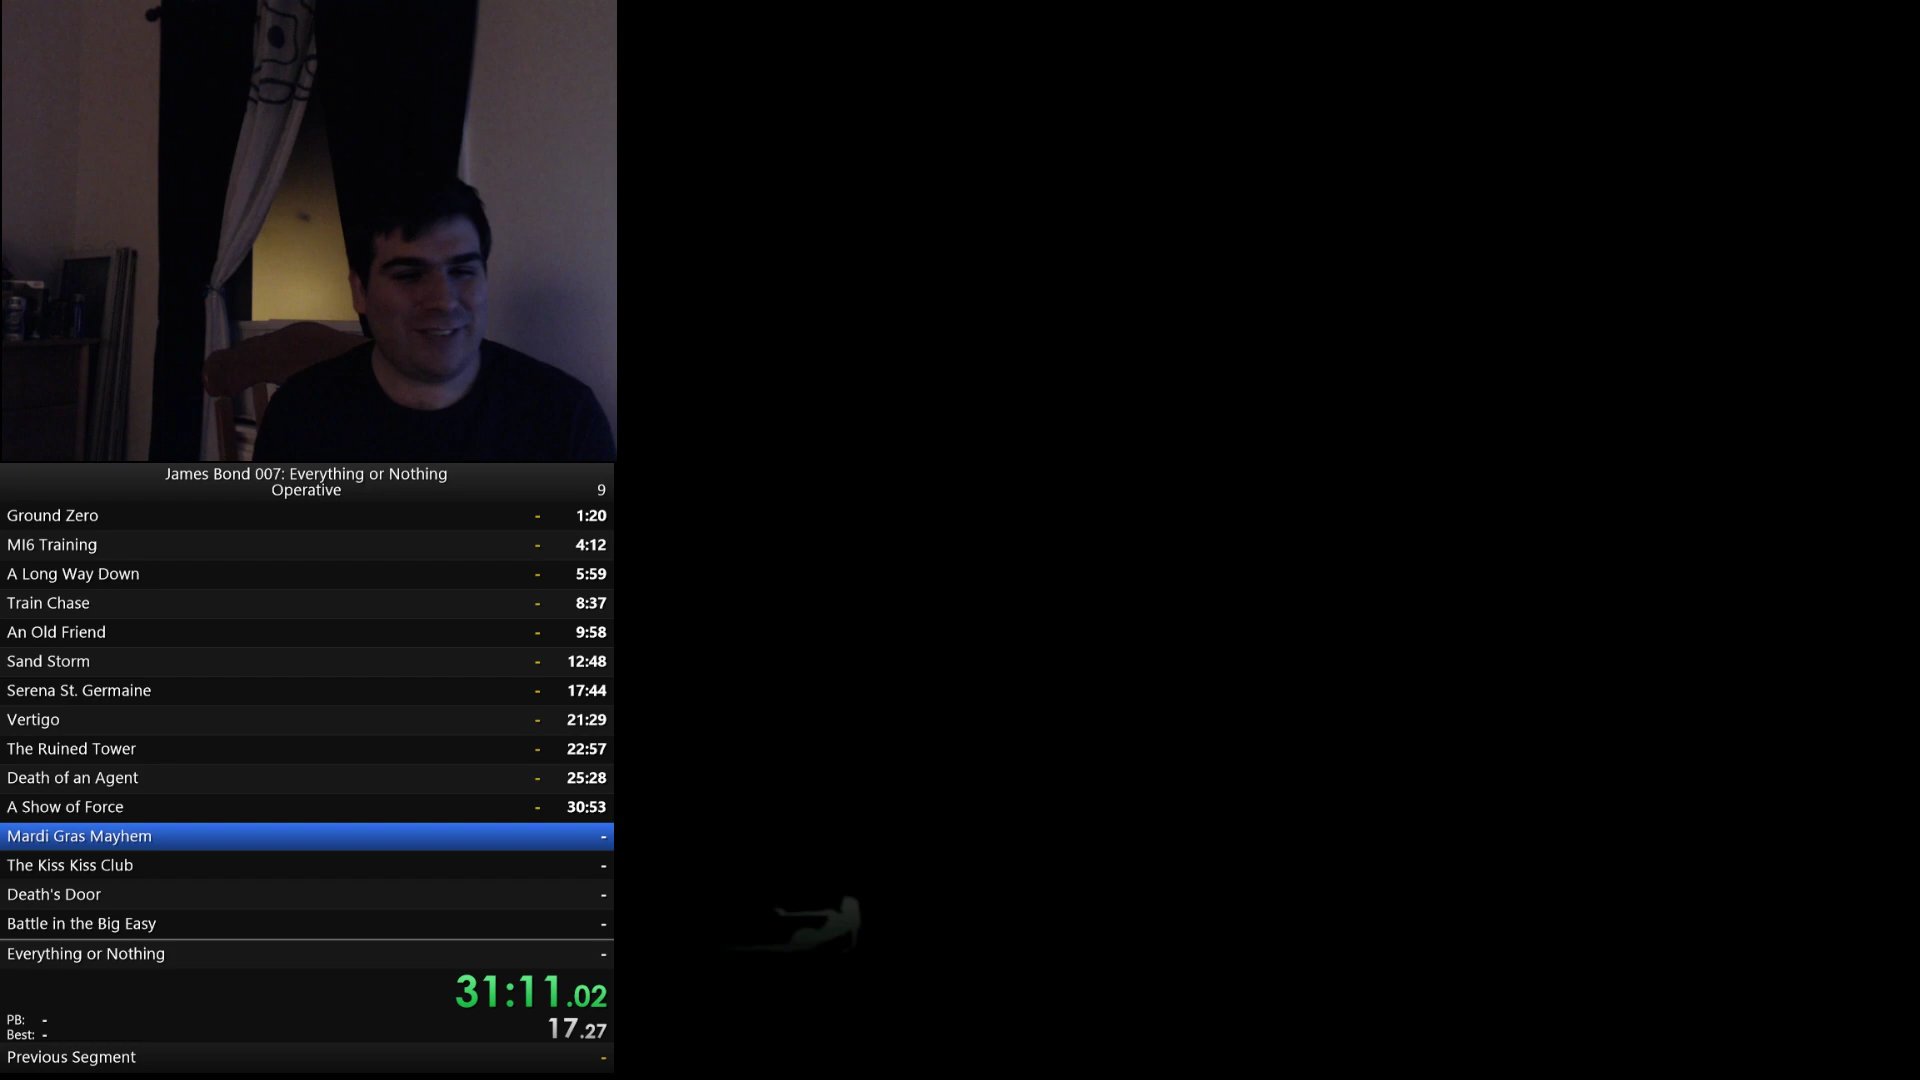 James Bond 007: Everything or Nothing
Operative 9
Ground Zero - 1:20
MI6 Training - 4:12
A Long Way Down - 5:59
Train Chase - 8:37
An Old Friend - 9:58
Sand Storm - 12:48
Serena St. Germaine - 17:44
Vertigo - 21:29
The Ruined Tower - 22:57
Death of an Agent - 25:28
A Show of Force - 30:53
Mardi Gras Mayhem -
The Kiss Kiss Club -
Death's Door -
Battle in the Big Easy -
Everything or Nothing -
31:11.02
PB: -
Best: -
17.27
Previous Segment -